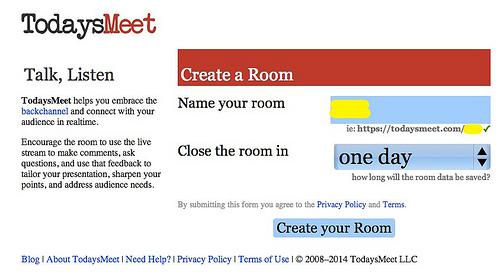 TodaysMeet
Talk, Listen
TodaysMeet helps you embrace the
backchannel and connect with your
audience in realtime.
Encourage the room to use the live
stream to make comments, ask
questions, and use that feedback to
tailor your presentation, sharpen your
points, and address audience needs.
Create a Room
Name your room
ie: https://todaysmeet.com/ ✓
Close the room in
one day
how long will the room data be saved?
By submitting this form you agree to the Privacy Policy and Terms.
Create your Room
Blog | About TodaysMeet | Need Help? | Privacy Policy | Terms of Use | © 2008–2014 TodaysMeet LLC